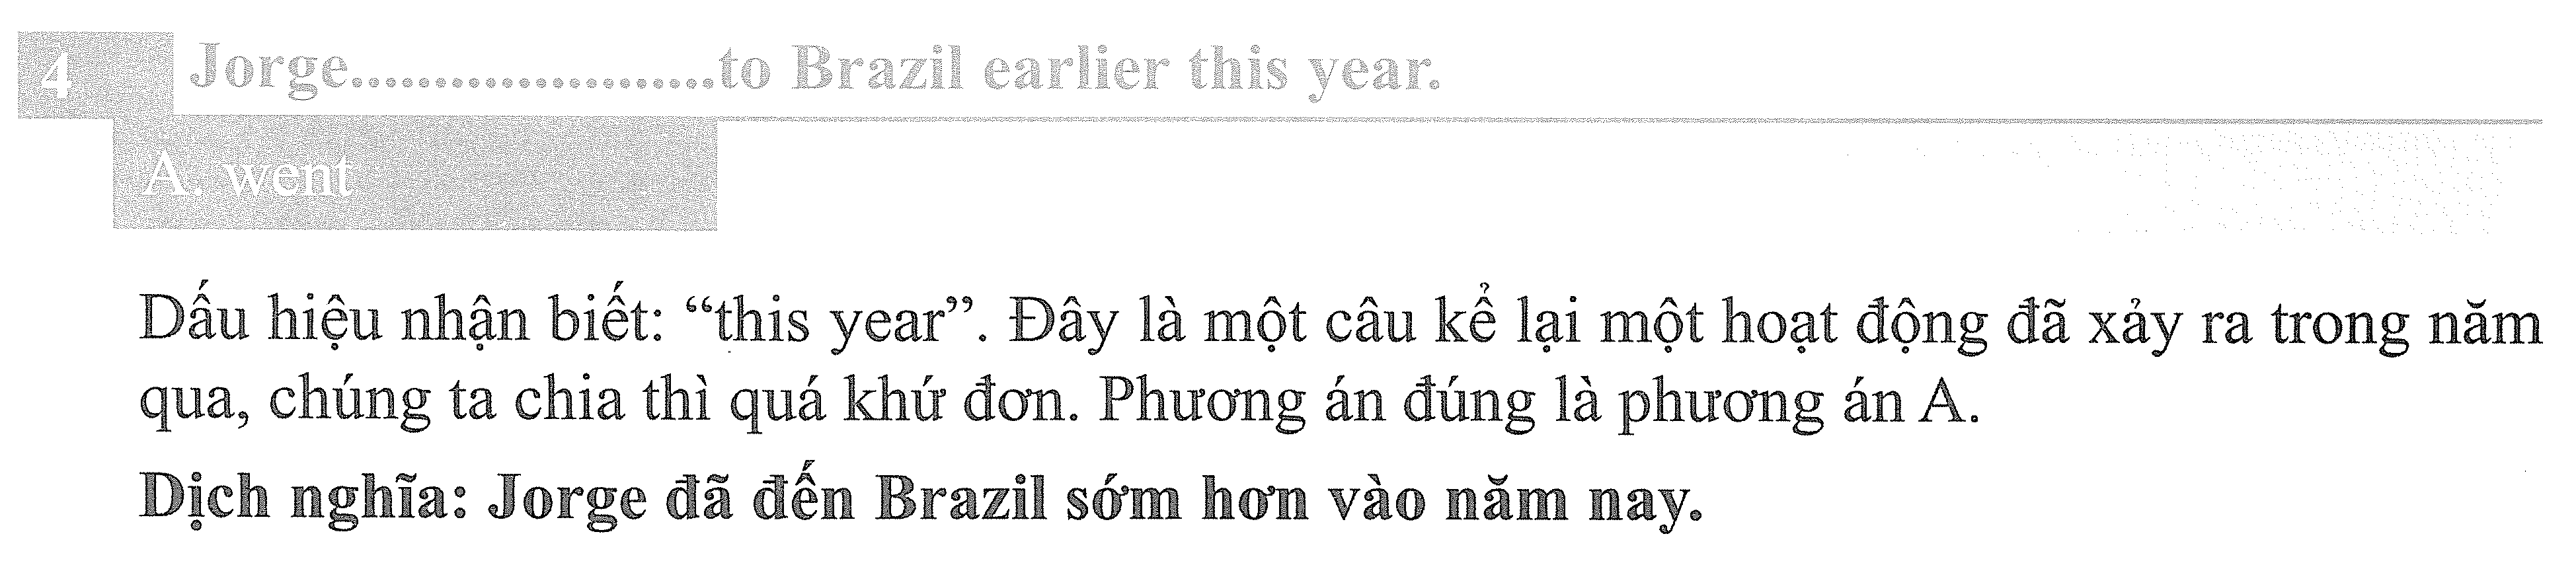 4 Jorge.....................to Brazil earlier this year.
A. went
Dấu hiệu nhận biết: “this year”. Đây là một câu kể lại một hoạt động đã xảy ra trong năm
qua, chúng ta chia thì quá khứ đơn. Phương án đúng là phương án A.
Dịch nghĩa: Jorge đã đến Brazil sớm hơn vào năm nay.